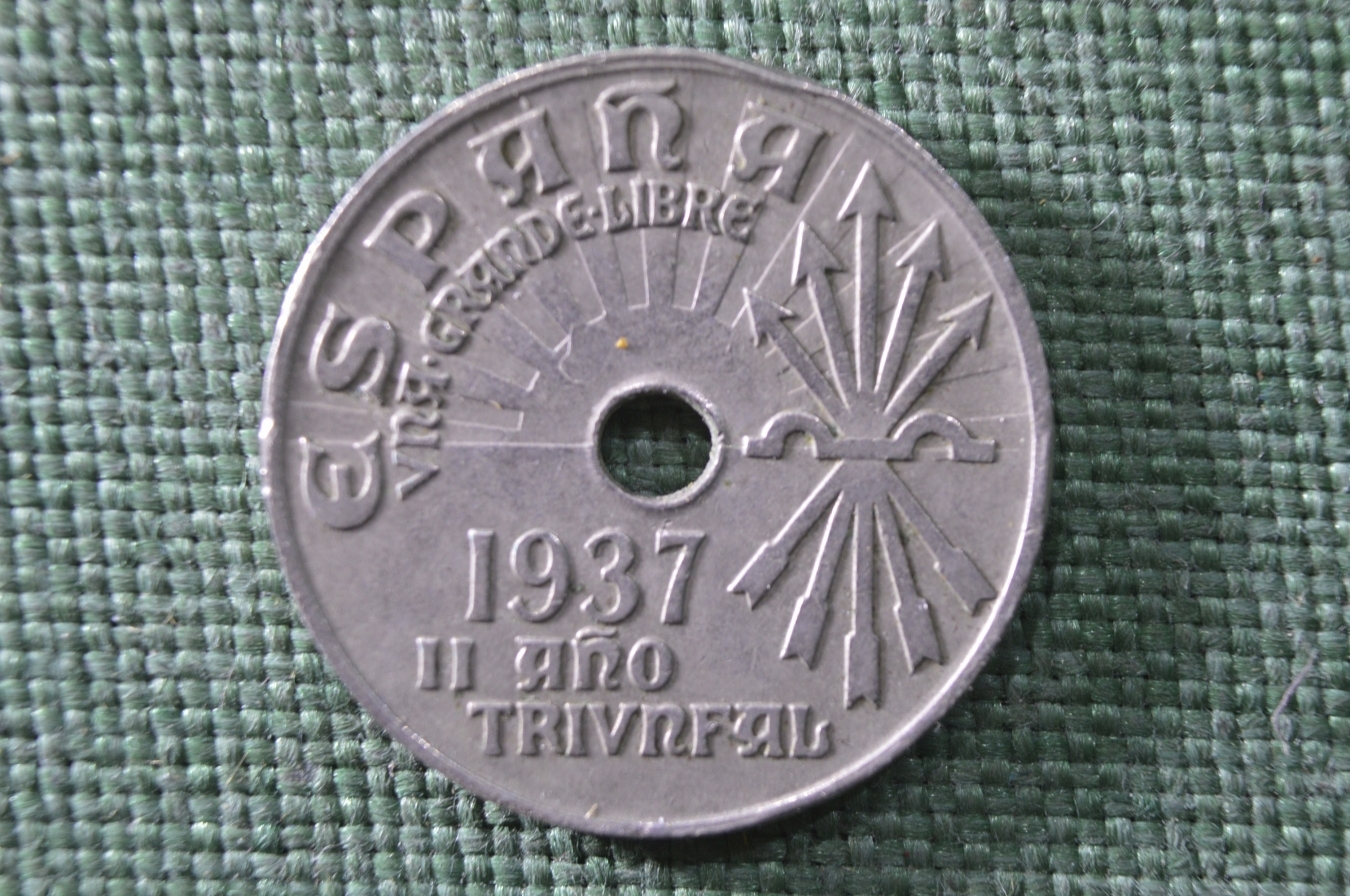 ESPAÑA
VNA·GRANDE·LIBRE
1937
II AÑO
TRIVNFAL